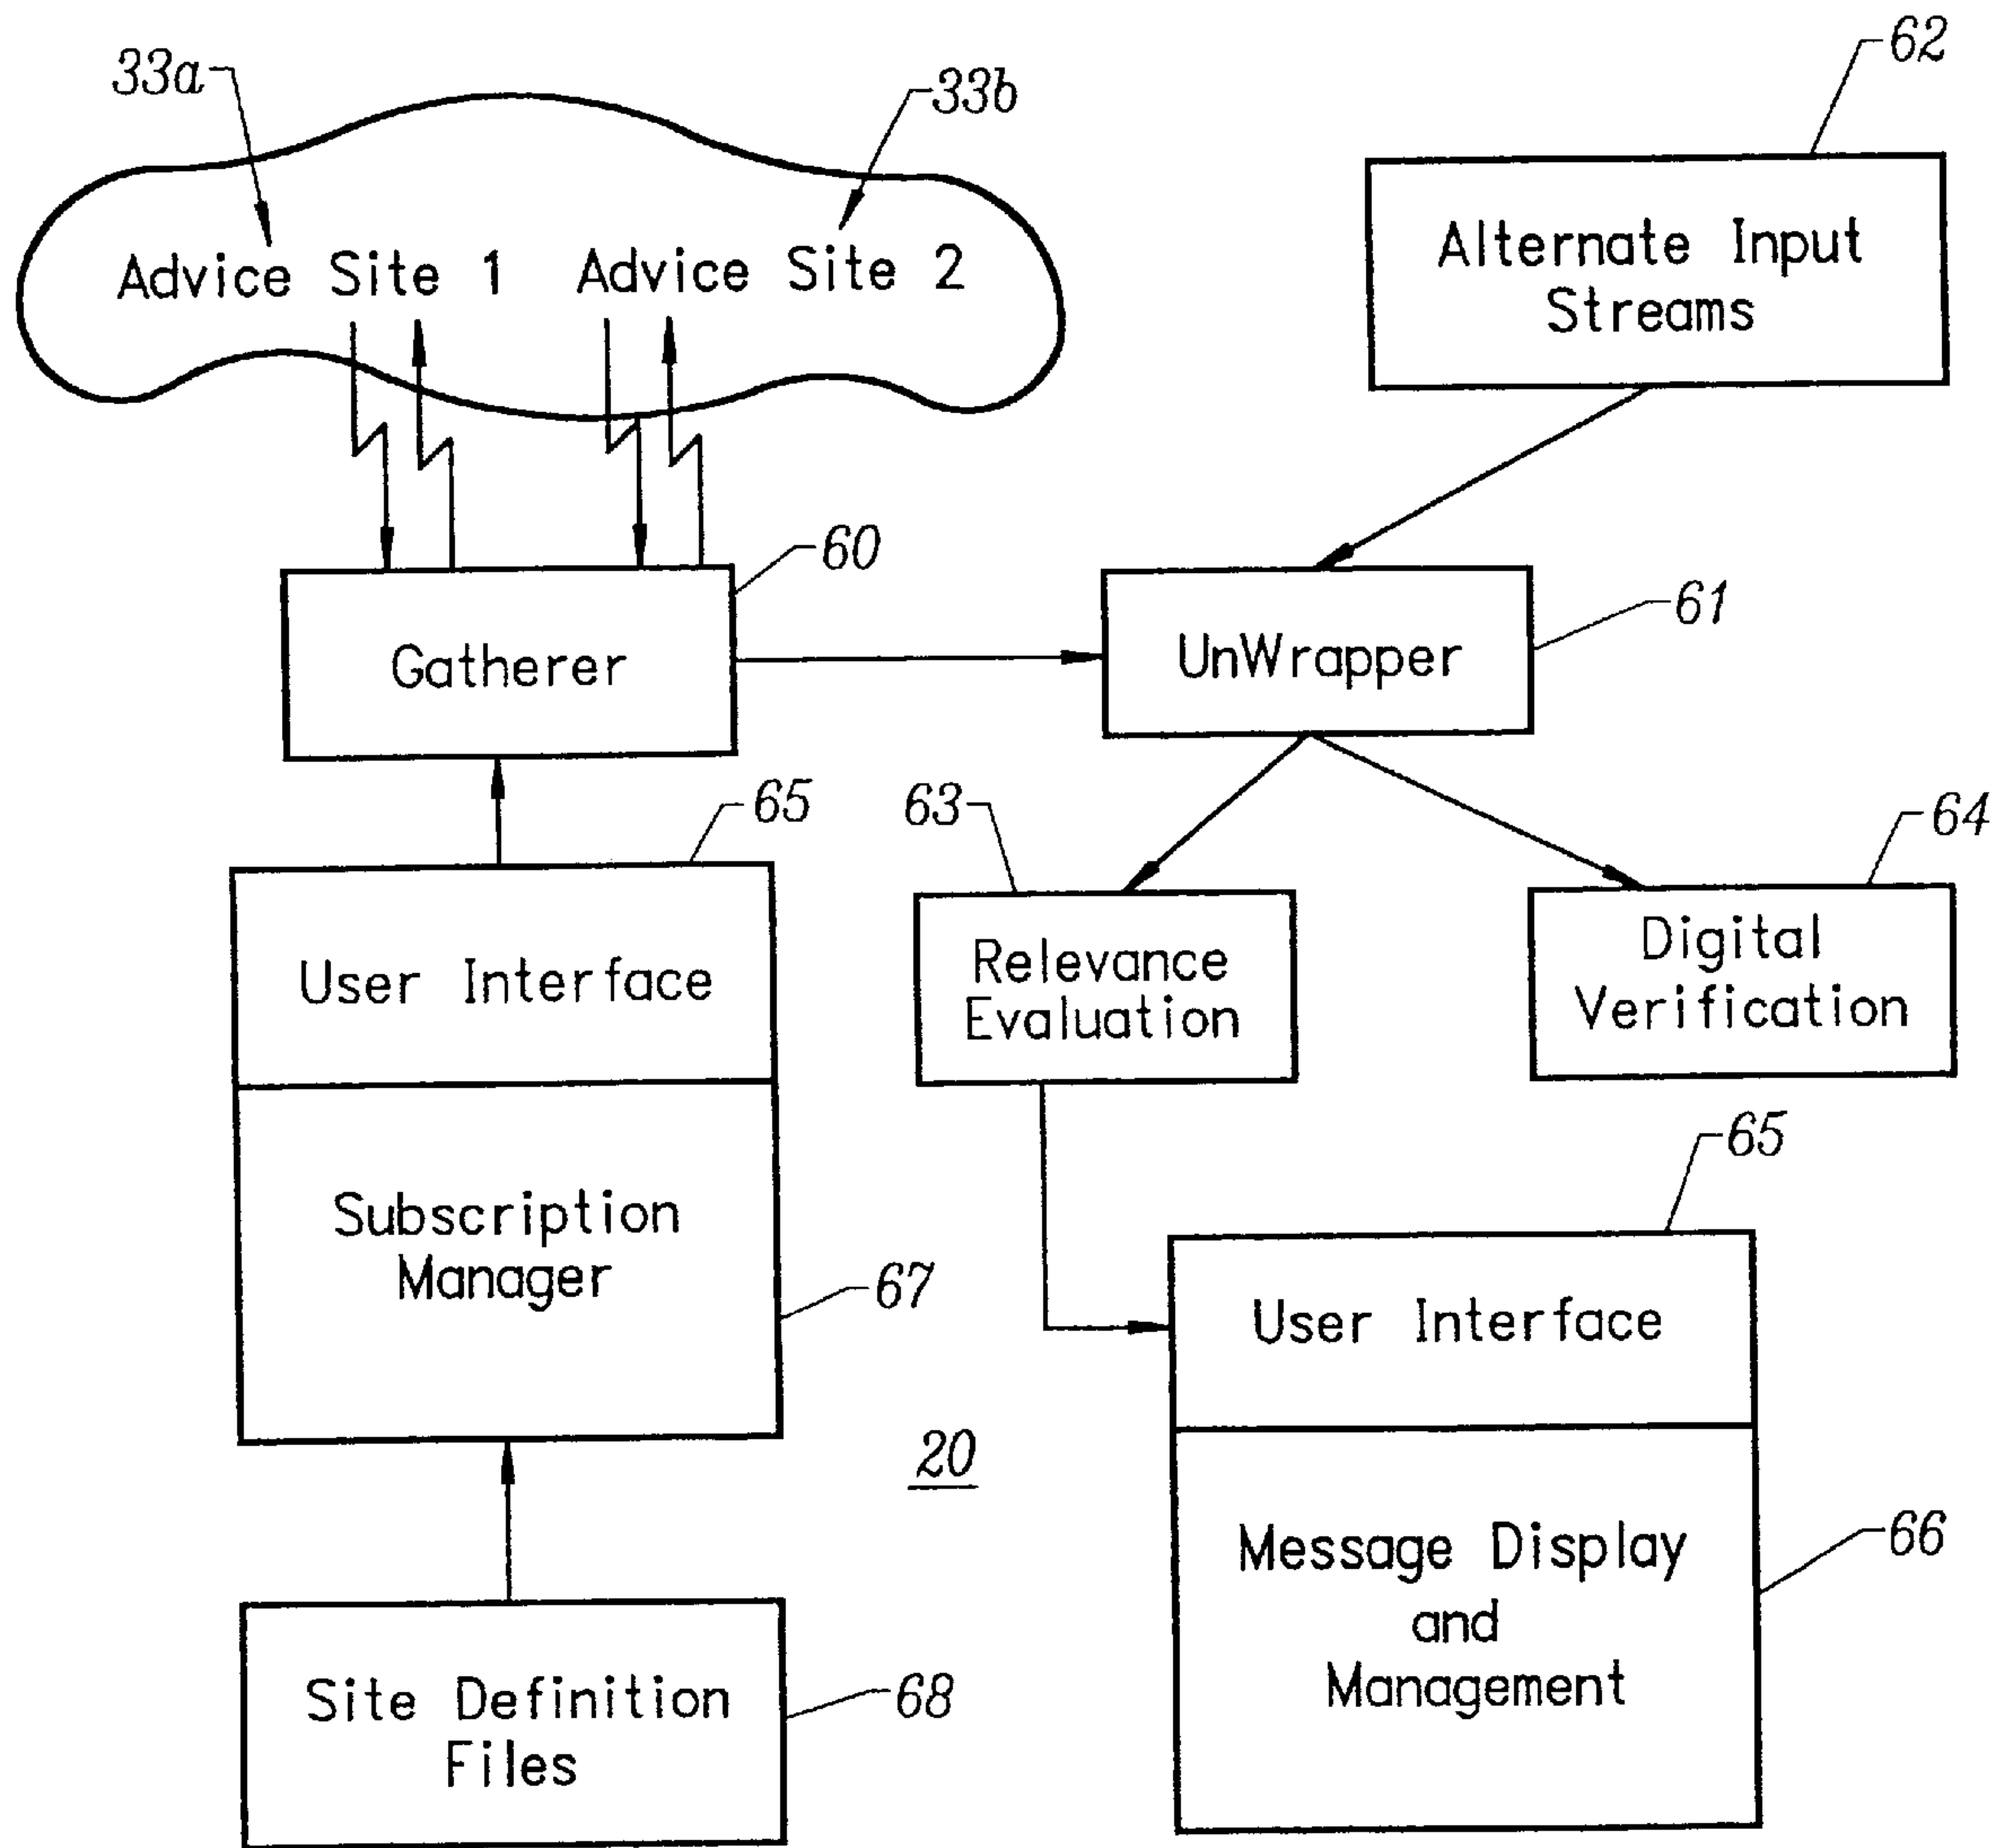 62
33a
33b
Alternate Input
Streams
Advice Site 1
Advice Site 2
60
61
Gatherer
UnWrapper
65
63
64
User Interface
Relevance
Evaluation
Digital
Verification
65
Subscription
Manager
67
User Interface
20
Message Display
and
Management
66
Site Definition
Files
68